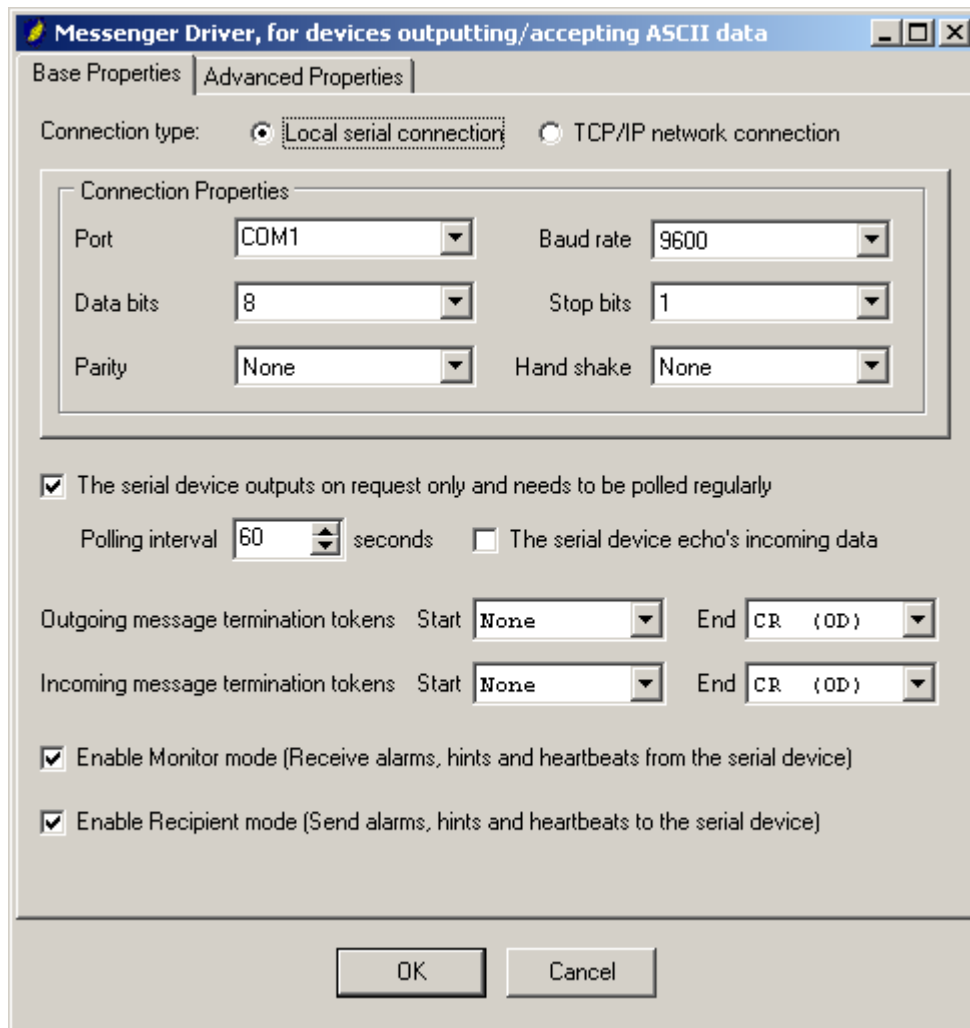 Messenger Driver, for devices outputting/accepting ASCII data
Base Properties Advanced Properties
Connection type: Local serial connection TCP/IP network connection
Connection Properties
Port COM1 Baud rate 9600
Data bits 8 Stop bits 1
Parity None Hand shake None
The serial device outputs on request only and needs to be polled regularly
Polling interval 60 seconds The serial device echo's incoming data
Outgoing message termination tokens Start None End CR (0D)
Incoming message termination tokens Start None End CR (0D)
Enable Monitor mode (Receive alarms, hints and heartbeats from the serial device)
Enable Recipient mode (Send alarms, hints and heartbeats to the serial device)
OK Cancel